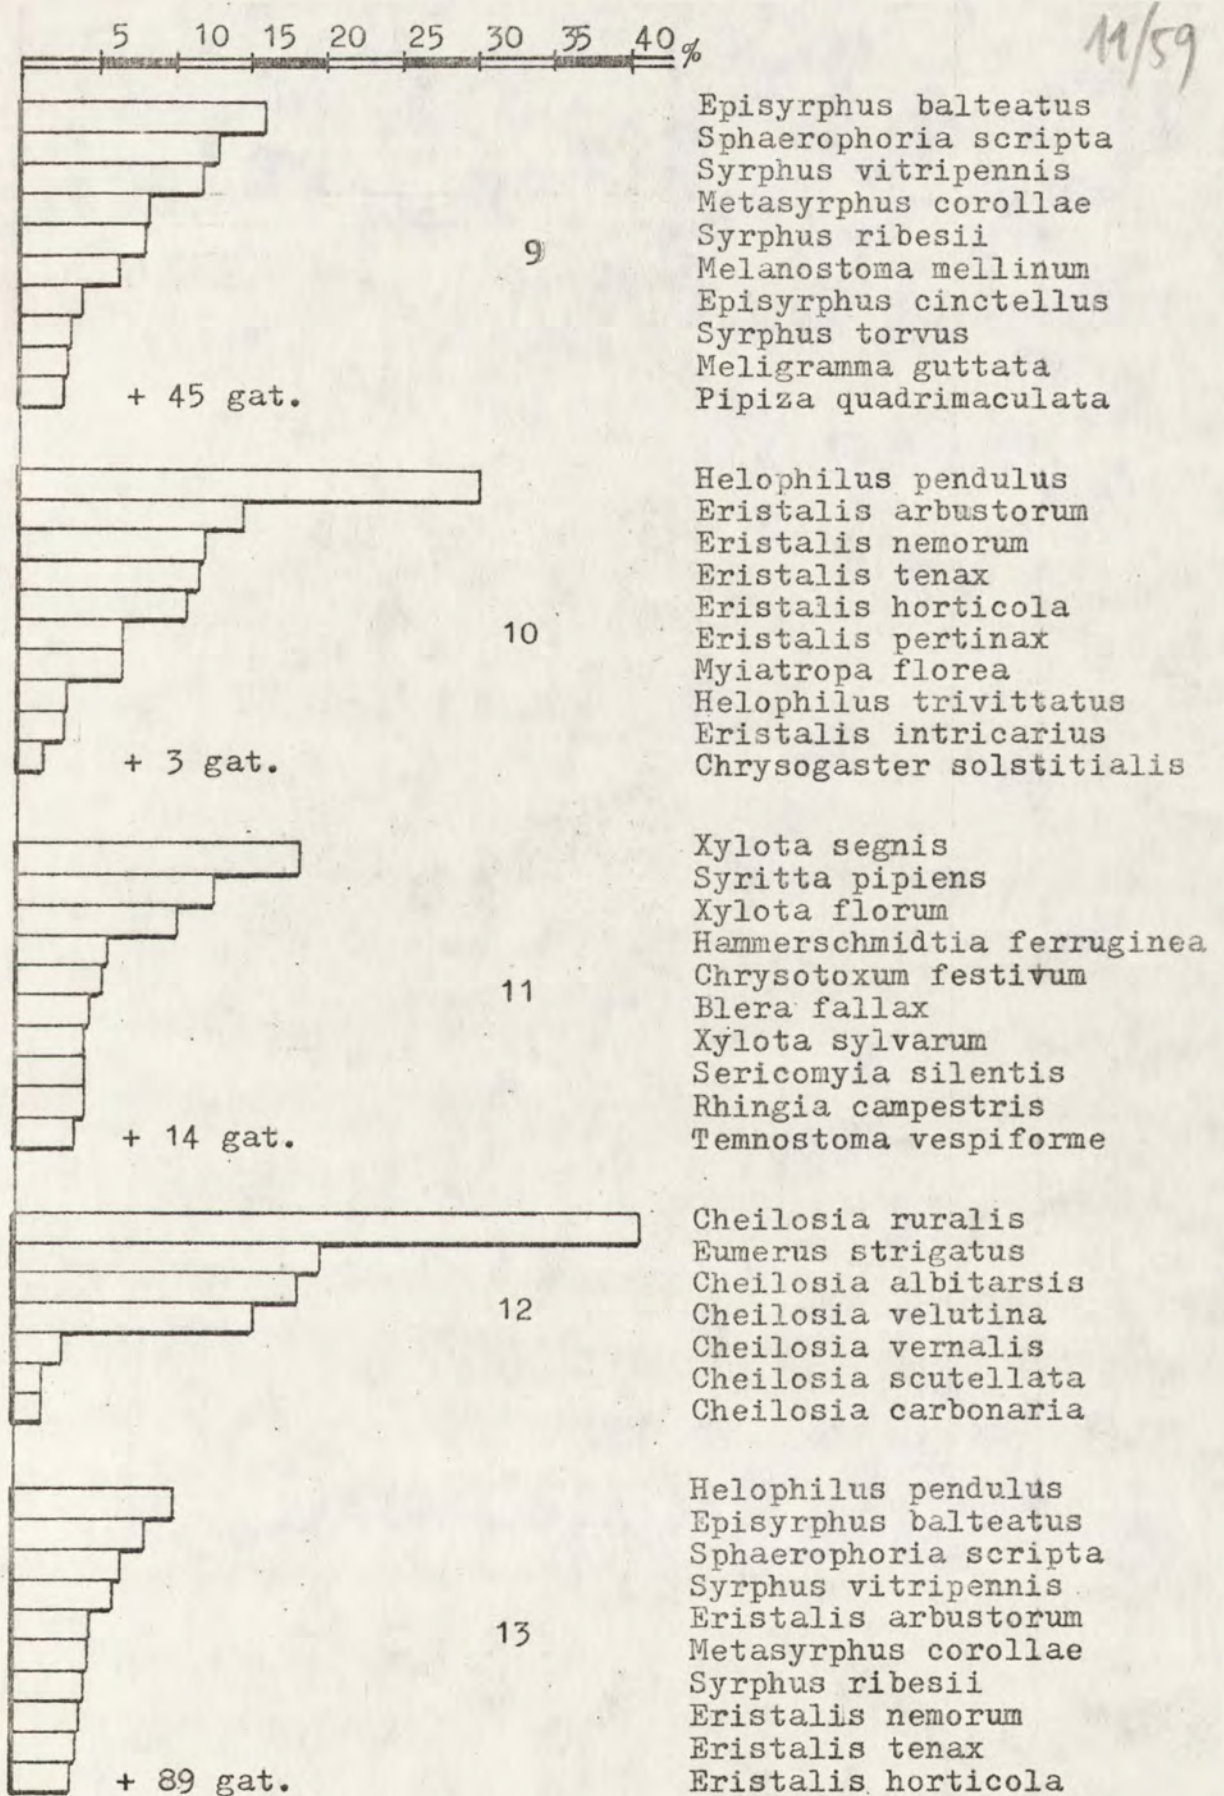 11/59
5 10 15 20 25 30 35 40 %
Episyrphus balteatus
Sphaerophoria scripta
Syrphus vitripennis
Metasyrphus corollae
Syrphus ribesii
9
Melanostoma mellinum
Episyrphus cinctellus
Syrphus torvus
Meligramma guttata
+ 45 gat.
Pipiza quadrimaculata
Helophilus pendulus
Eristalis arbustorum
Eristalis nemorum
Eristalis tenax
Eristalis horticola
10
Eristalis pertinax
Myiatropa florea
Helophilus trivittatus
Eristalis intricarius
+ 3 gat.
Chrysogaster solstitialis
Xylota segnis
Syritta pipiens
Xylota florum
Hammerschmidtia ferruginea
Chrysotoxum festivum
11
Blera fallax
Xylota sylvarum
Sericomyia silentis
Rhingia campestris
+ 14 gat.
Temnostoma vespiforme
Cheilosia ruralis
Eumerus strigatus
Cheilosia albitarsis
12
Cheilosia velutina
Cheilosia vernalis
Cheilosia scutellata
Cheilosia carbonaria
Helophilus pendulus
Episyrphus balteatus
Sphaerophoria scripta
Syrphus vitripennis
Eristalis arbustorum
13
Metasyrphus corollae
Syrphus ribesii
Eristalis nemorum
Eristalis tenax
+ 89 gat.
Eristalis horticola